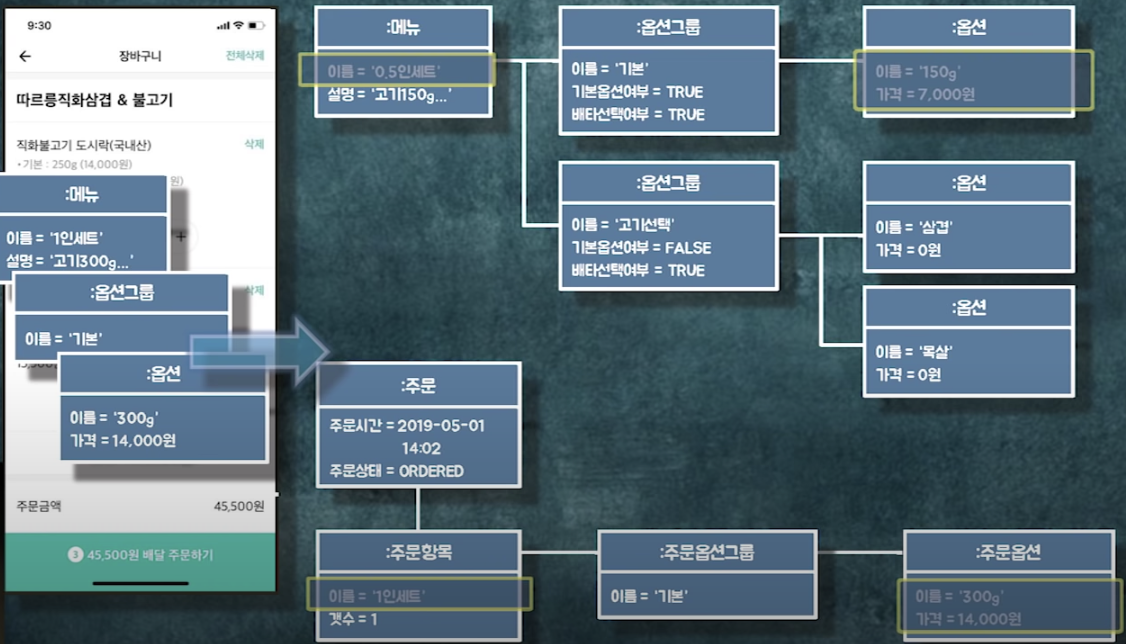 9:30
장바구니
전체삭제
따르릉직화삼겹 & 불고기
직화불고기 도시락(국내산)
삭제
• 기본 : 250g (14,000원)
원)
:메뉴
이름 = '1인세트'
설명 = '고기300g...'
+
:옵션그룹
이름 = '기본'
삭제
:옵션
이름 = '300g'
가격 = 14,000원
주문금액
45,500원
3 45,500원 배달 주문하기
:메뉴
이름 = '0.5인세트'
설명 = '고기150g...'
:옵션그룹
이름 = '기본'
기본옵션여부 = TRUE
배타선택여부 = TRUE
:옵션
이름 = '150g'
가격 = 7,000원
:옵션그룹
이름 = '고기선택'
기본옵션여부 = FALSE
배타선택여부 = TRUE
:옵션
이름 = '삼겹'
가격 = 0원
:옵션
이름 = '목살'
가격 = 0원
:주문
주문시간 = 2019-05-01
14:02
주문상태 = ORDERED
:주문항목
이름 = '1인세트'
갯수 = 1
:주문옵션그룹
이름 = '기본'
:주문옵션
이름 = '300g'
가격 = 14,000원